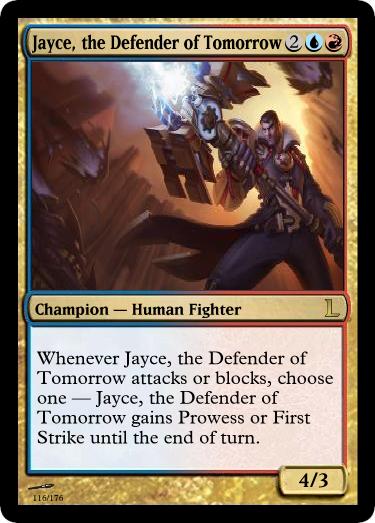 Jayce, the Defender of Tomorrow 2
Champion — Human Fighter L
Whenever Jayce, the Defender of
Tomorrow attacks or blocks, choose
one — Jayce, the Defender of
Tomorrow gains Prowess or First
Strike until the end of turn.
4/3
116/176